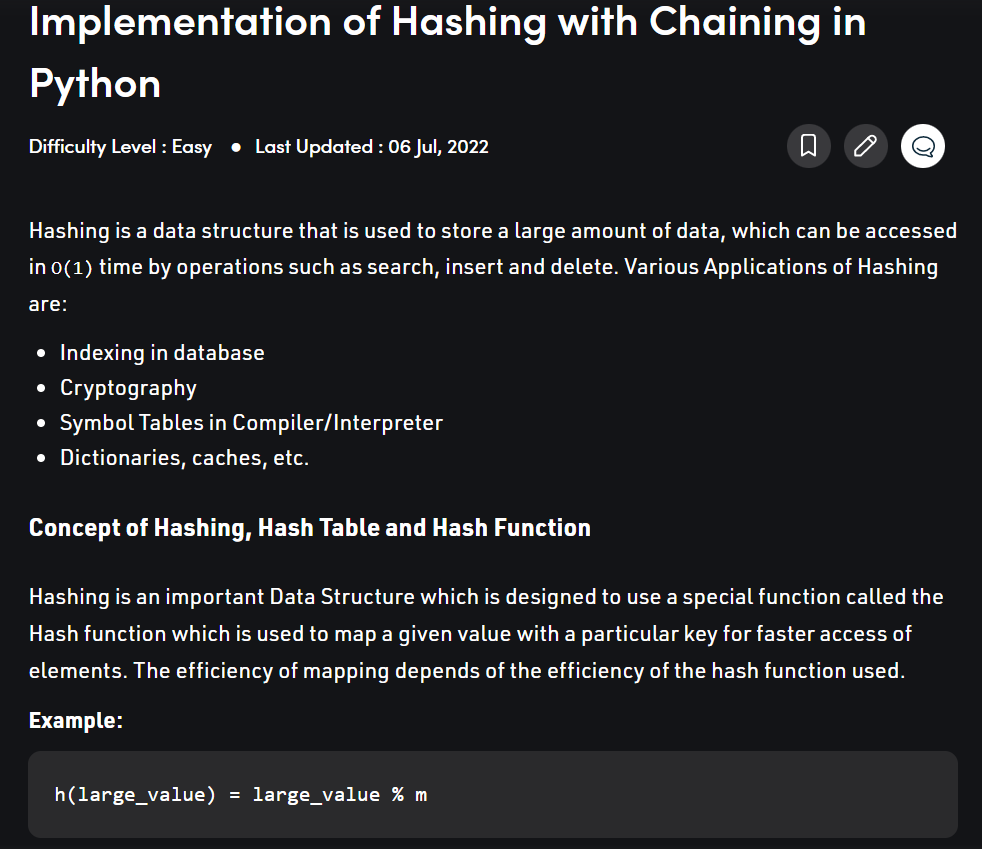 Implementation of Hashing with Chaining in
Python
Difficulty Level : Easy ● Last Updated : 06 Jul, 2022
Hashing is a data structure that is used to store a large amount of data, which can be accessed
in O(1) time by operations such as search, insert and delete. Various Applications of Hashing
are:
• Indexing in database
• Cryptography
• Symbol Tables in Compiler/Interpreter
• Dictionaries, caches, etc.
Concept of Hashing, Hash Table and Hash Function
Hashing is an important Data Structure which is designed to use a special function called the
Hash function which is used to map a given value with a particular key for faster access of
elements. The efficiency of mapping depends of the efficiency of the hash function used.
Example:
h(large_value) = large_value % m